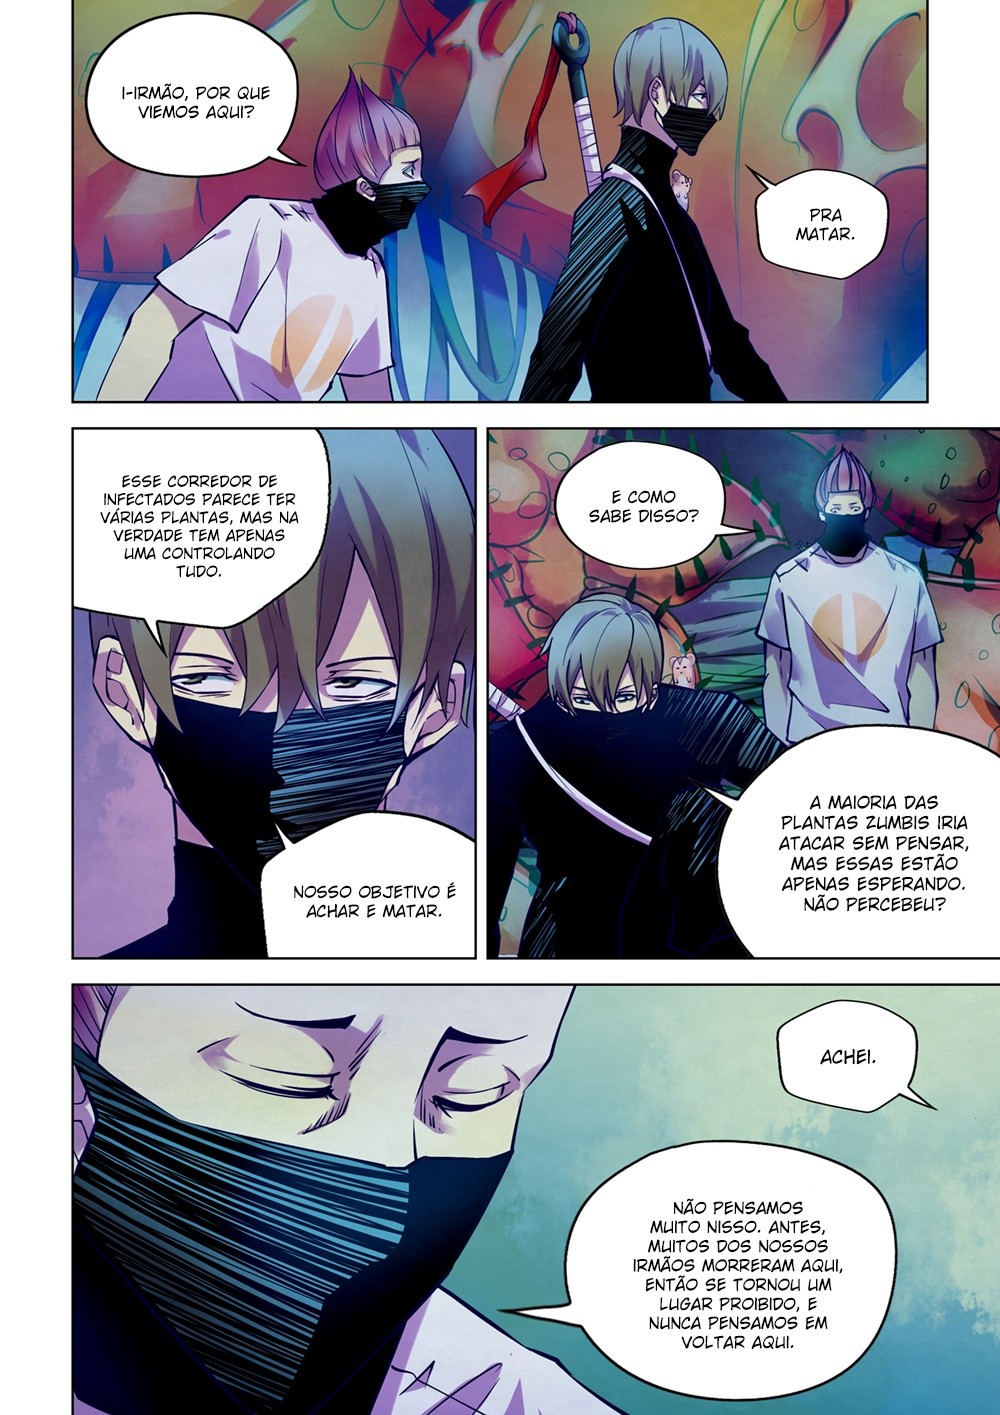 I-IRMÃO, POR QUE
VIEMOS AQUI?
PRA
MATAR.
ESSE CORREDOR DE
INFECTADOS PARECE TER
VÁRIAS PLANTAS, MAS NA
VERDADE TEM APENAS
UMA CONTROLANDO
TUDO.
NOSSO OBJETIVO É
ACHAR E MATAR.
E COMO
SABE DISSO?
A MAIORIA DAS
PLANTAS ZUMBIS IRIA
ATACAR SEM PENSAR,
MAS ESSAS ESTÃO
APENAS ESPERANDO.
NÃO PERCEBEU?
ACHEI.
NÃO PENSAMOS
MUITO NISSO. ANTES,
MUITOS DOS NOSSOS
IRMÃOS MORRERAM AQUI,
ENTÃO SE TORNOU UM
LUGAR PROIBIDO, E
NUNCA PENSAMOS EM
VOLTAR AQUI.